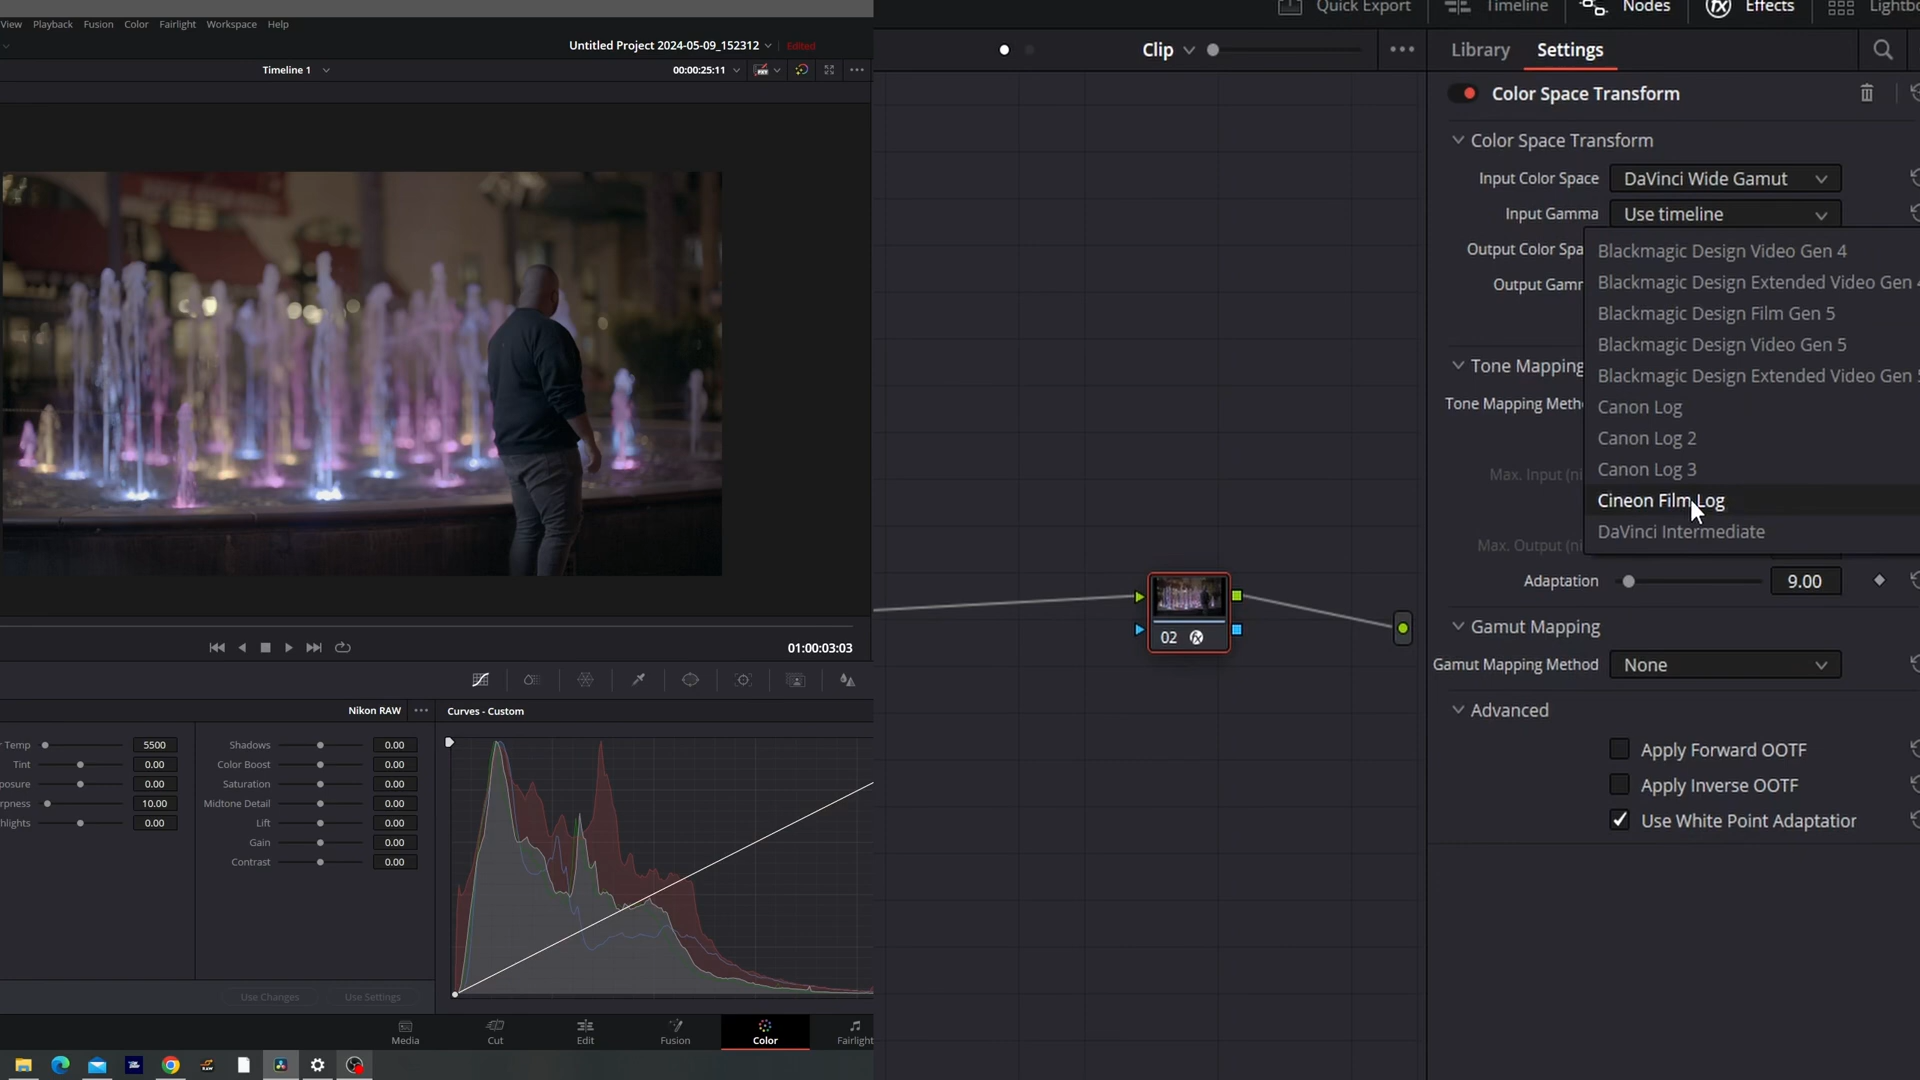 View Playback Fusion Color Fairlight Workspace Help
Untitled Project 2024-05-09_152312 Edited
Timeline 1 00:00:25:11
01:00:03:03
Nikon RAW
Curves - Custom
Temp 5500
Tint 0.00
0.00
10.00
0.00
Shadows 0.00
Color Boost 0.00
Saturation 0.00
Midtone Detail 0.00
Lift 0.00
Gain 0.00
Contrast 0.00
Use Changes Use Settings
Media Cut Edit Fusion Color Fairlight
Quick Export Timeline Nodes Effects Lightb
Clip
02
Library Settings
Color Space Transform
Color Space Transform
Input Color Space DaVinci Wide Gamut
Input Gamma Use timeline
Output Color Spa
Output Gamm
Blackmagic Design Video Gen 4
Blackmagic Design Extended Video Gen 4
Blackmagic Design Film Gen 5
Blackmagic Design Video Gen 5
Blackmagic Design Extended Video Gen 5
Canon Log
Canon Log 2
Canon Log 3
Cineon Film Log
DaVinci Intermediate
Tone Mapping
Tone Mapping Meth
Max. Input (ni
Max. Output (ni
Adaptation 9.00
Gamut Mapping
Gamut Mapping Method None
Advanced
Apply Forward OOTF
Apply Inverse OOTF
Use White Point Adaptation